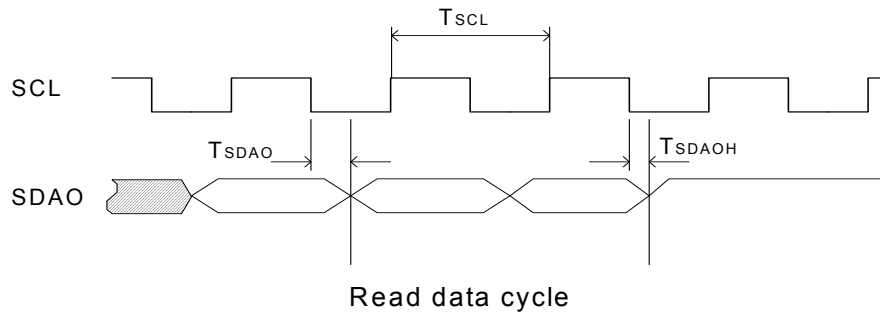 TSCL
SCL
TSDAO
TSDAOH
SDAO
Read data cycle